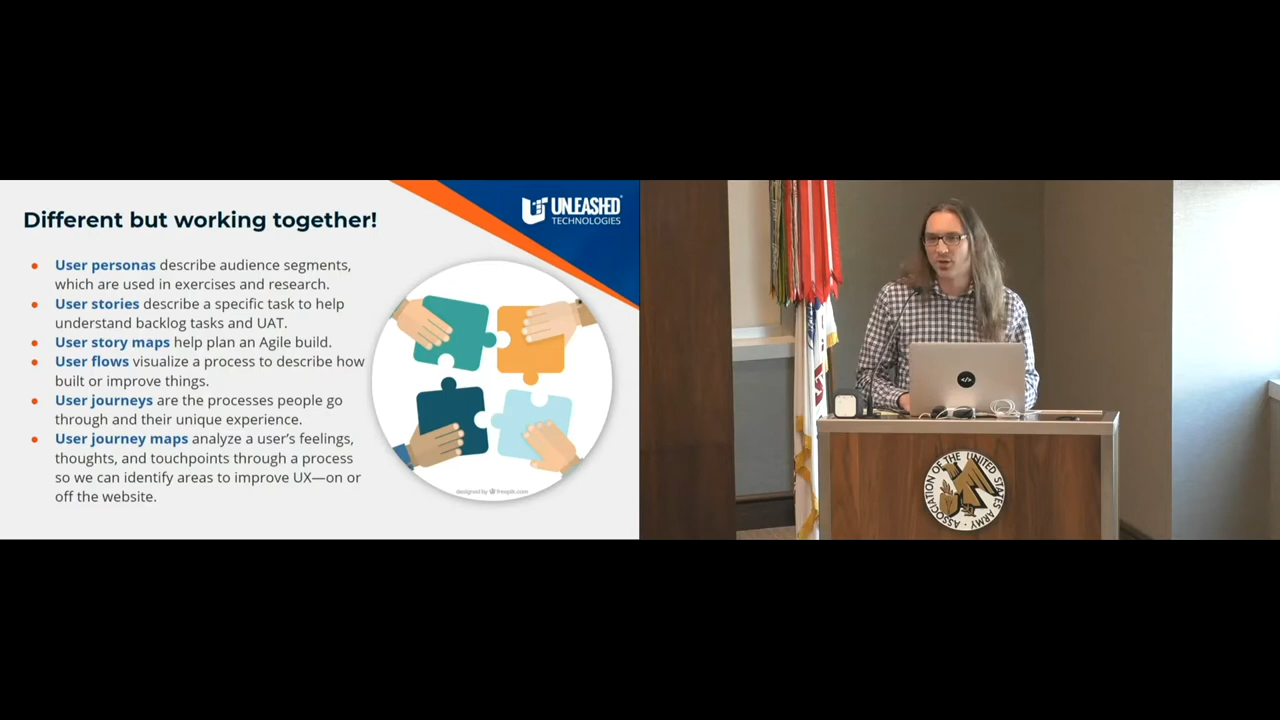 Different but working together!
UNLEASHED
TECHNOLOGIES
User personas describe audience segments,
which are used in exercises and research.
User stories describe a specific task to help
understand backlog tasks and UAT.
User story maps help plan an Agile build.
User flows visualize a process to describe how
built or improve things.
User journeys are the processes people go
through and their unique experience.
User journey maps analyze a user’s feelings,
thoughts, and touchpoints through a process
so we can identify areas to improve UX—on or
off the website.
designed by freepik.com
</>
ASSOCIATION OF THE UNITED STATES ARMY